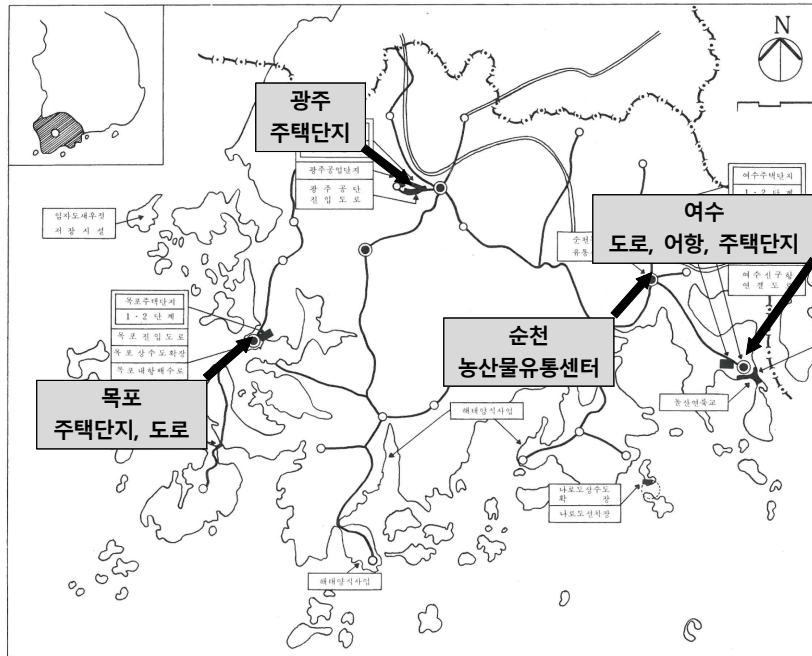 N
광주
주택단지
광주공업단지
광주공단
진입도로
임자도새우젓
저장시설
여수주택단지
1·2단계
여수
도로, 어항, 주택단지
순천
유통
여수신구항
연결도로
목포주택단지
1·2단계
목포진입도로
목포상수도확장
목포대항배수로
순천
농산물유통센터
목포
주택단지, 도로
돌산연륙교
해태양식사업
나로도상수도
확장
나로도선착장
해태양식사업